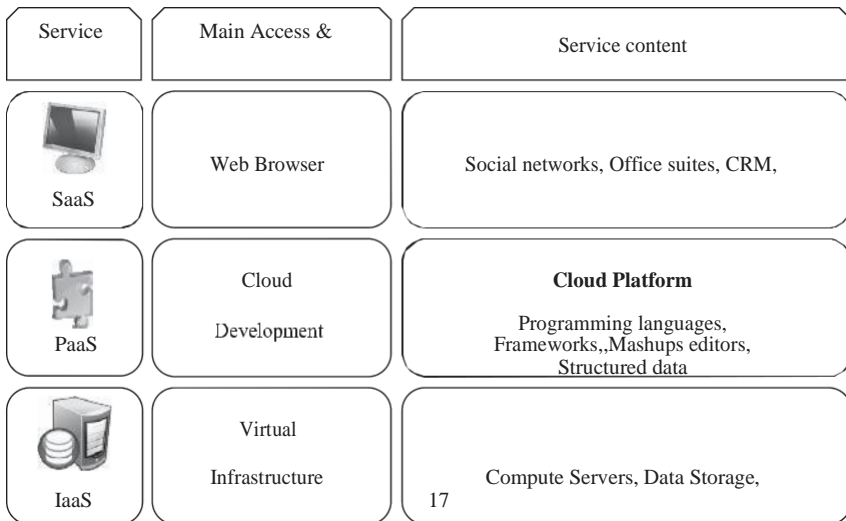 Service
Main Access &
Service content
SaaS
Web Browser
Social networks, Office suites, CRM,
PaaS
Cloud
Development
Cloud Platform
Programming languages,
Frameworks,,Mashups editors,
Structured data
IaaS
Virtual
Infrastructure
Compute Servers, Data Storage,
17